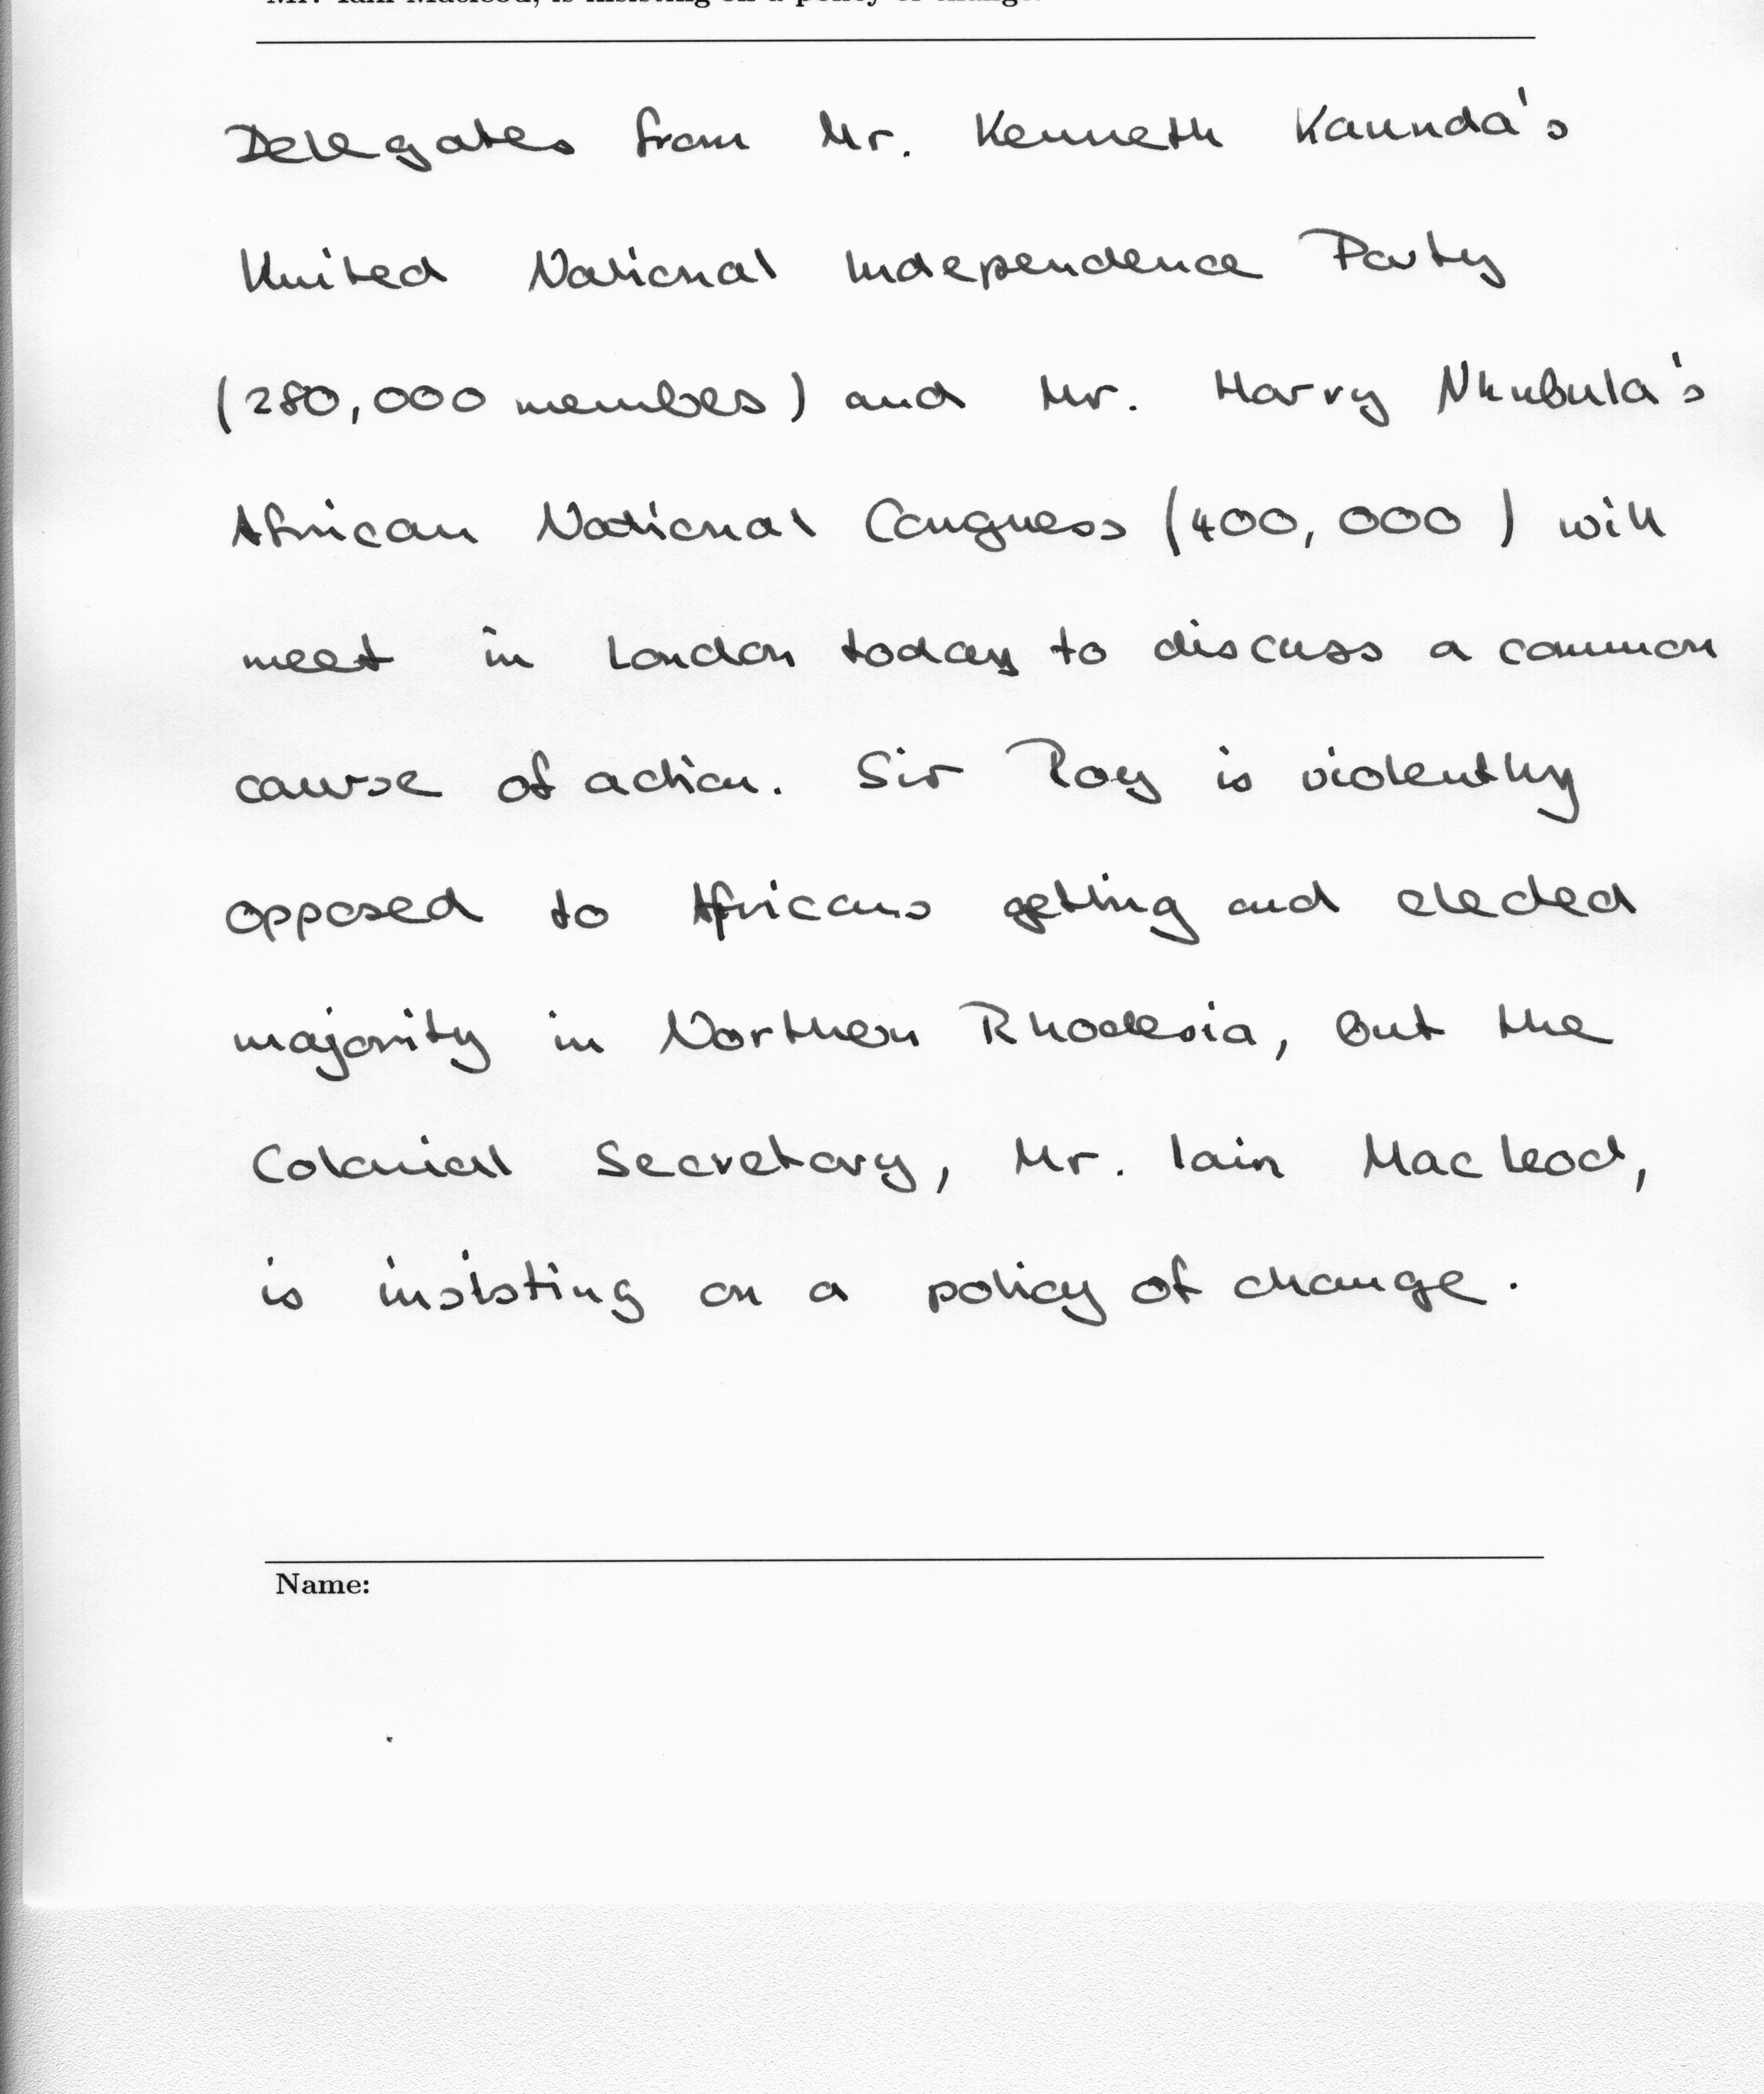 Mr. Iain Macleod, is insisting on a policy of change.
Delegates from Mr. Kenneth Kaunda's
United National Independence Party
(280,000 membes) and Mr. Harry Nkubula's
African National Congress (400,000) will
meet in London today to discuss a common
course of action. Sir Roy is violently
opposed to Africans getting and elected
majority in Northern Rhodesia, but the
Colonial Secretary, Mr. Iain Macleod,
is insisting on a policy of change.
Name: